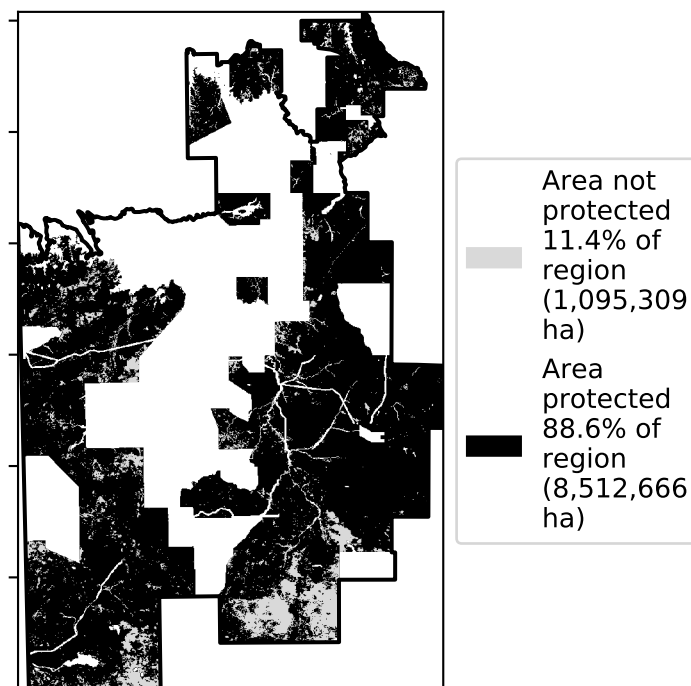 Area not
protected
11.4% of
region
(1,095,309
ha)
Area
protected
88.6% of
region
(8,512,666
ha)